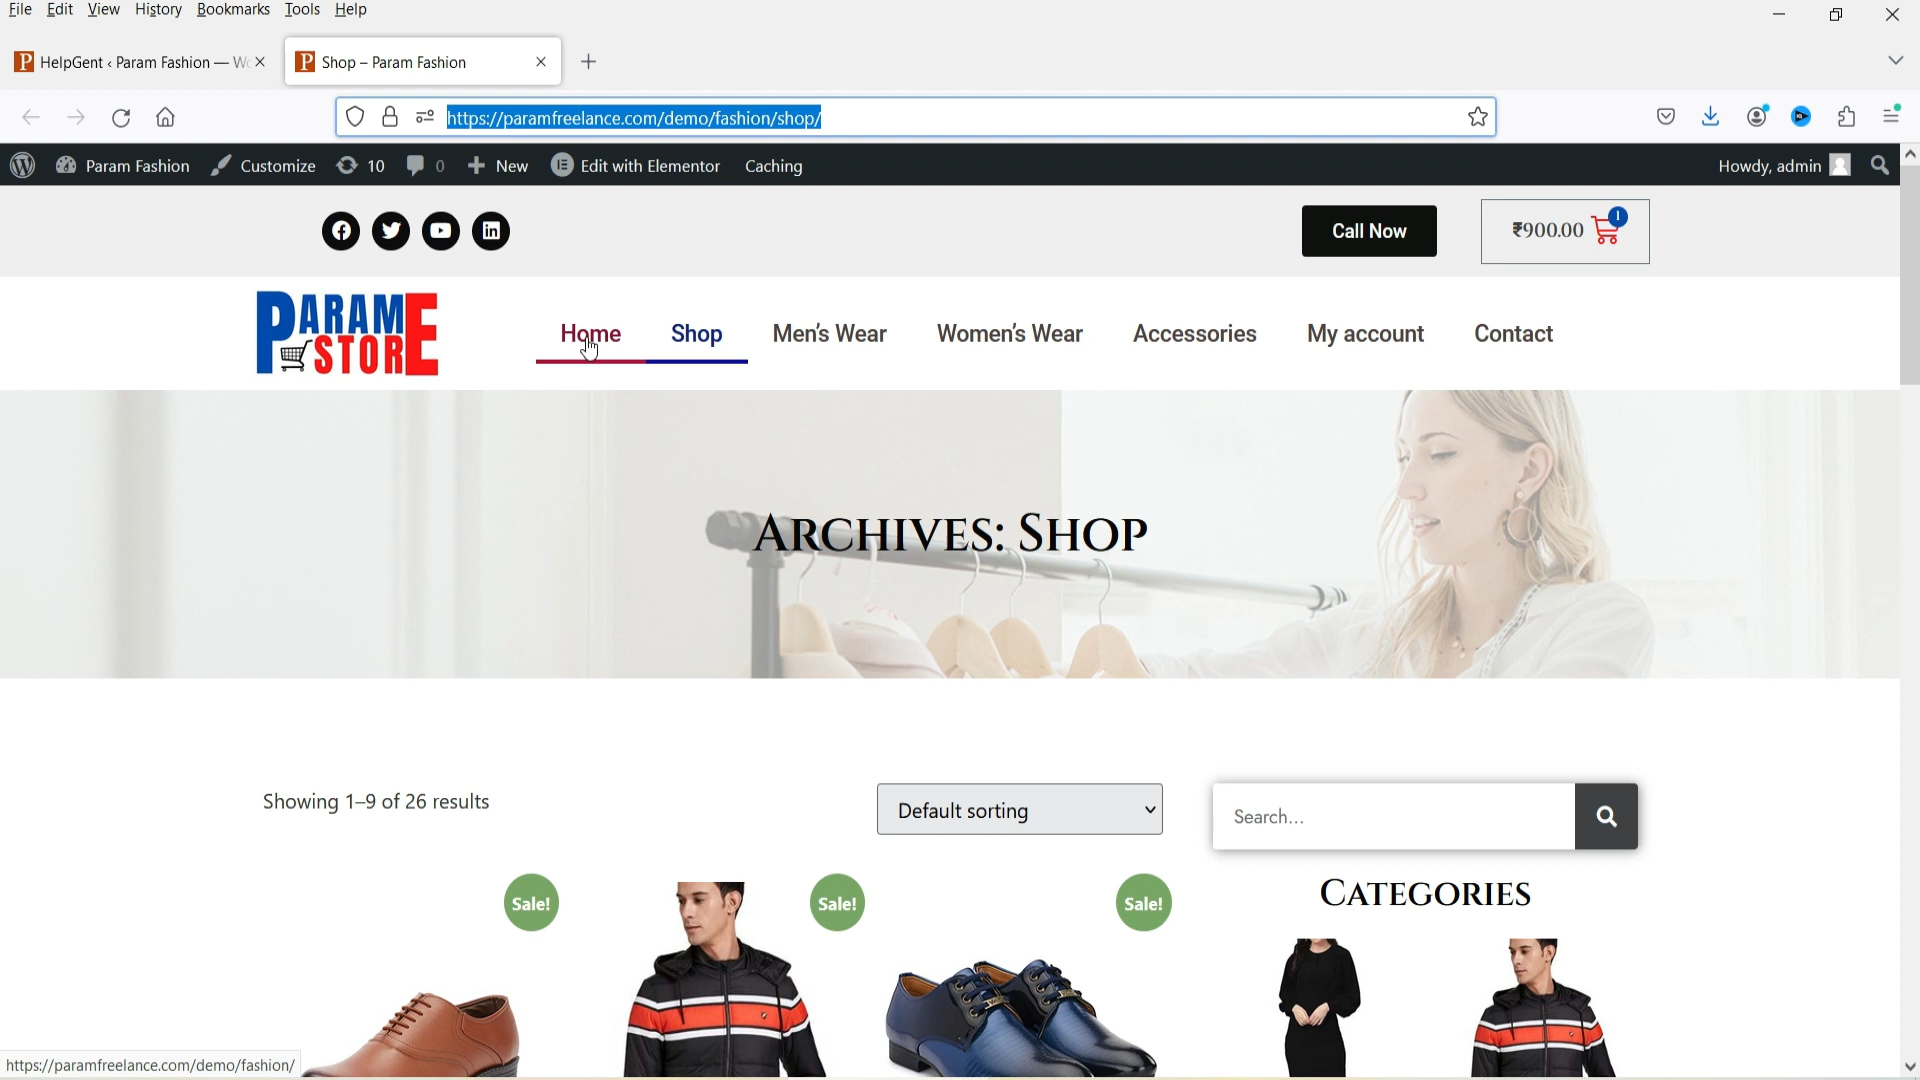 File Edit View History Bookmarks Tools Help
HelpGent ‹ Param Fashion — Wo
Shop – Param Fashion
https://paramfreelance.com/demo/fashion/shop/
Param Fashion Customize 10 0 New Edit with Elementor Caching Howdy, admin
Call Now ₹900.00 1
PARAM E STORE
Home Shop Men's Wear Women's Wear Accessories My account Contact
ARCHIVES: SHOP
Showing 1–9 of 26 results Default sorting Search...
Sale! Sale! Sale!
CATEGORIES
https://paramfreelance.com/demo/fashion/